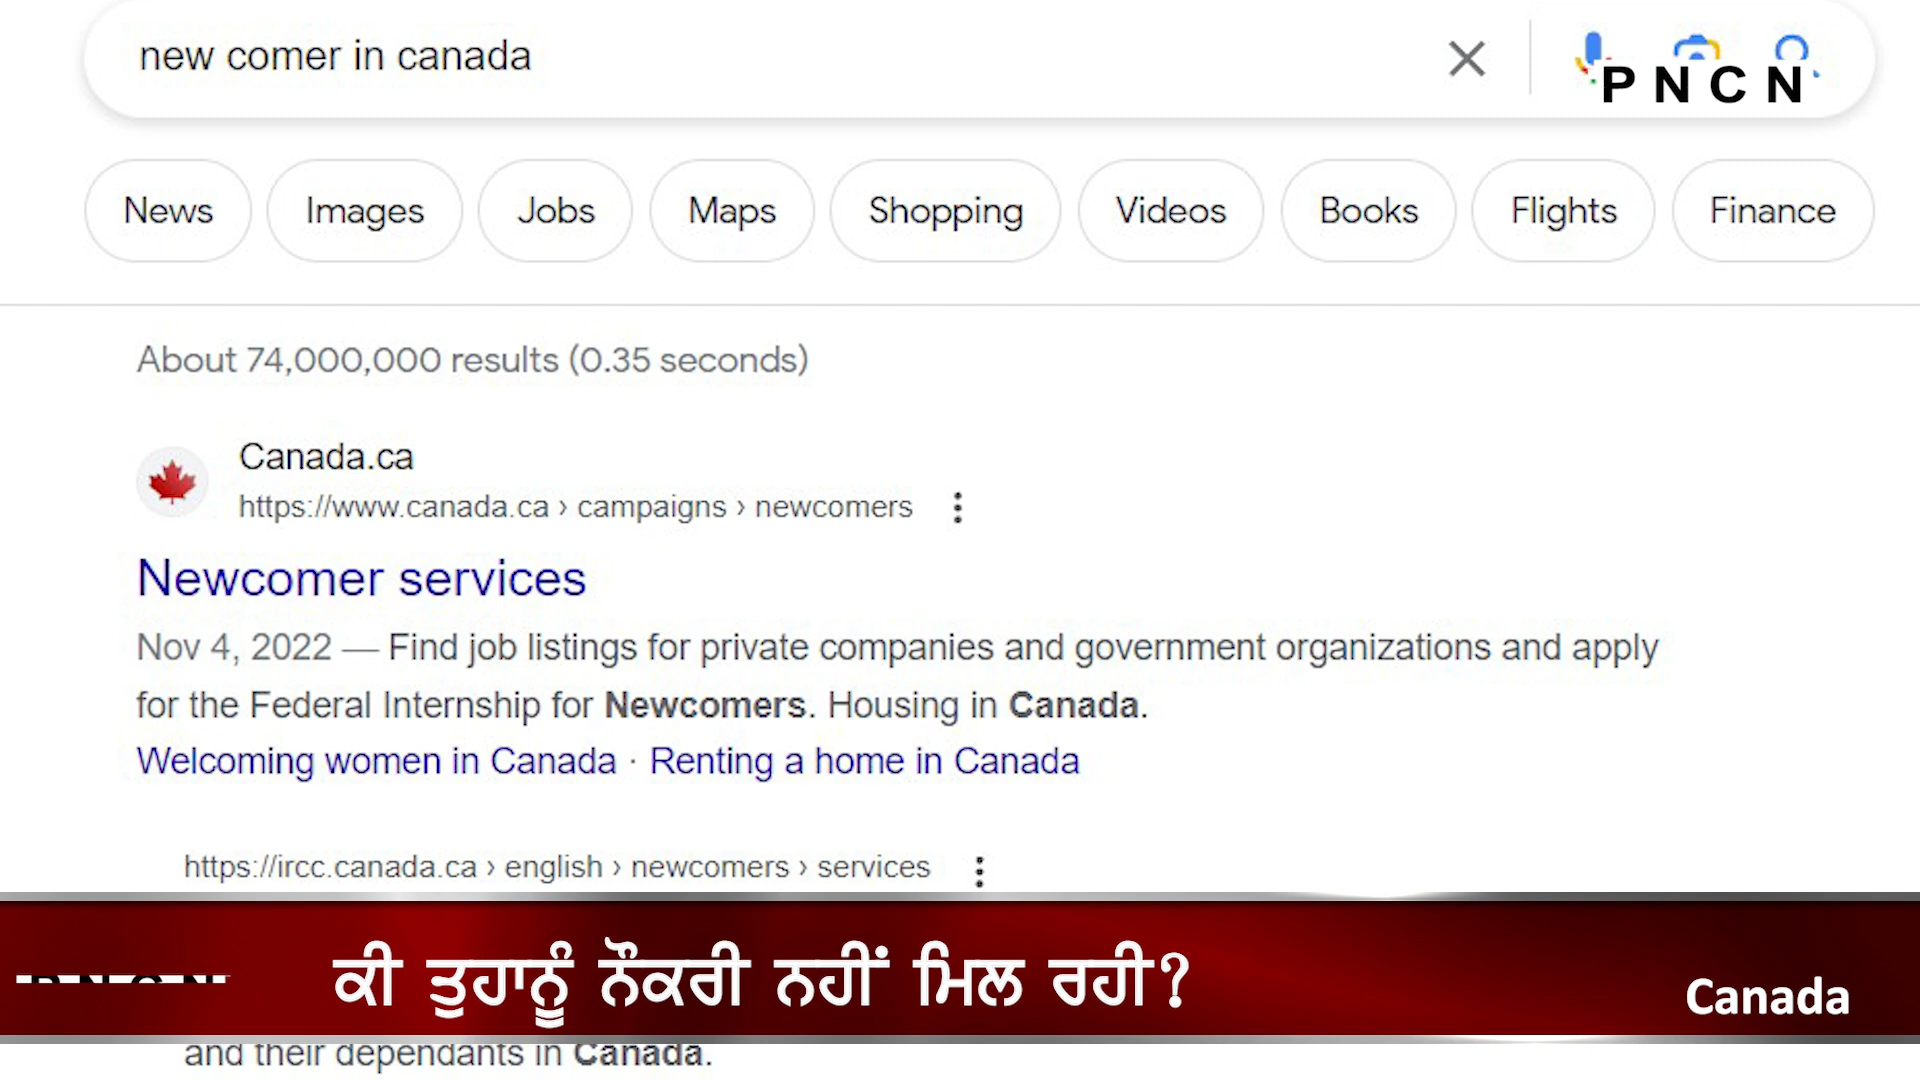 new comer in canada
P N C N
News Images Jobs Maps Shopping Videos Books Flights Finance
About 74,000,000 results (0.35 seconds)
Canada.ca
https://www.canada.ca › campaigns › newcomers
Newcomer services
Nov 4, 2022 — Find job listings for private companies and government organizations and apply
for the Federal Internship for Newcomers. Housing in Canada.
Welcoming women in Canada · Renting a home in Canada
https://ircc.canada.ca › english › newcomers › services
ਕੀ ਤੁਹਾਨੂੰ ਨੌਕਰੀ ਨਹੀਂ ਮਿਲ ਰਹੀ?
Canada
and their dependants in Canada.